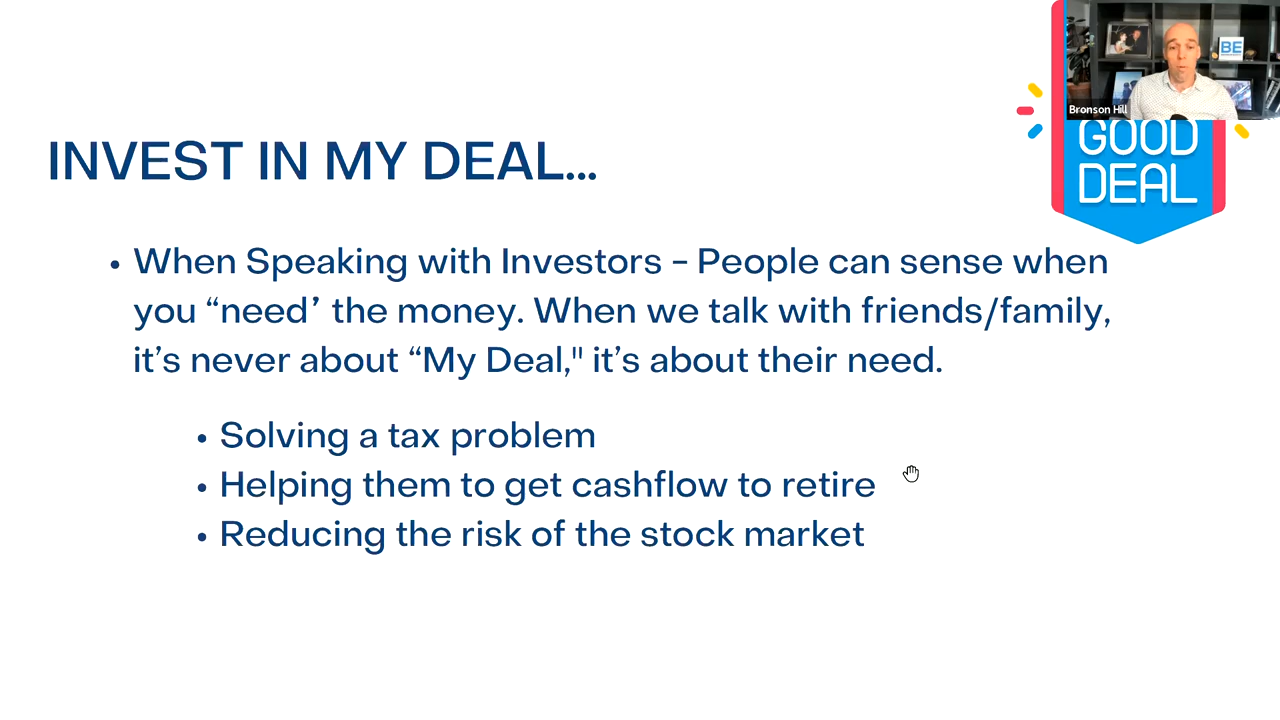 BE
Bronson Hill
GOOD
DEAL
INVEST IN MY DEAL...
• When Speaking with Investors – People can sense when
you “need’ the money. When we talk with friends/family,
it’s never about “My Deal," it’s about their need.
• Solving a tax problem
• Helping them to get cashflow to retire
• Reducing the risk of the stock market